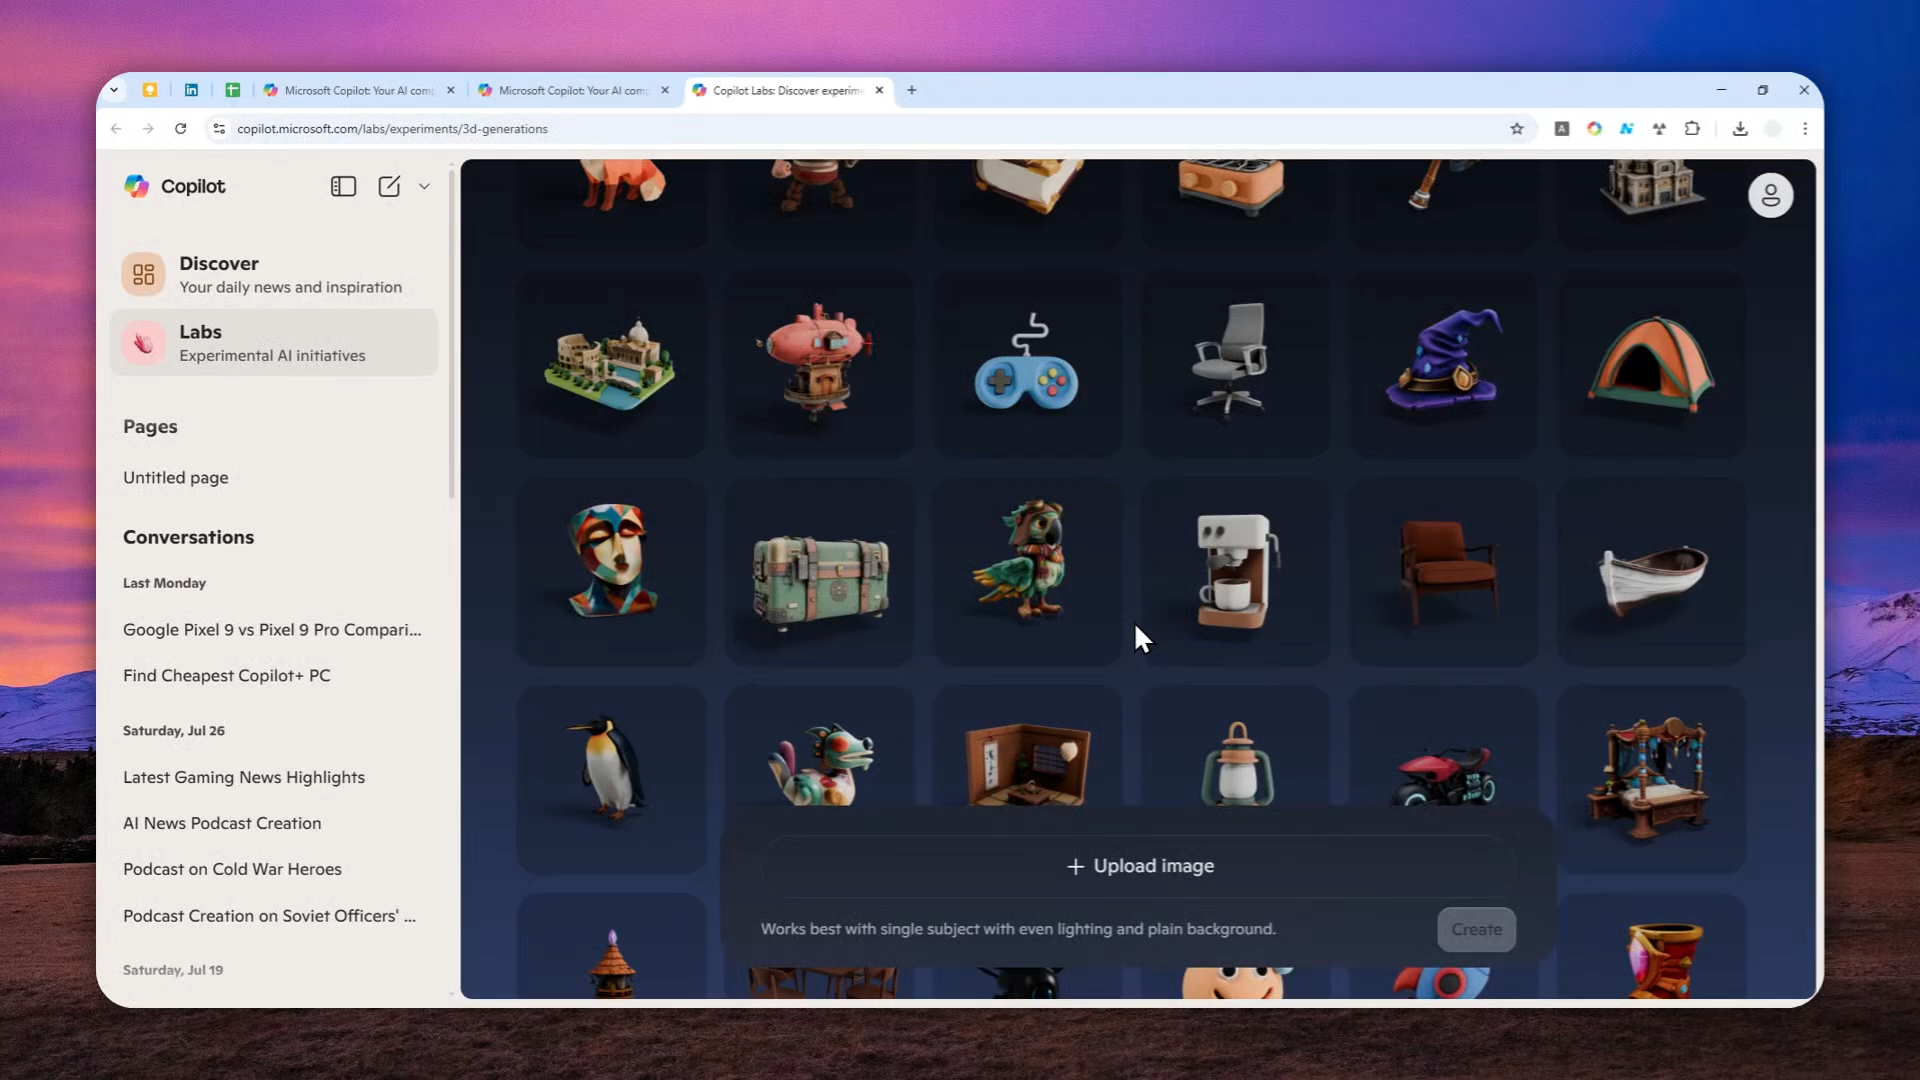 Microsoft Copilot: Your AI com
Microsoft Copilot: Your AI com
Copilot Labs: Discover experim
copilot.microsoft.com/labs/experiments/3d-generations
Copilot
Discover
Your daily news and inspiration
Labs
Experimental AI initiatives
Pages
Untitled page
Conversations
Last Monday
Google Pixel 9 vs Pixel 9 Pro Compari...
Find Cheapest Copilot+ PC
Saturday, Jul 26
Latest Gaming News Highlights
AI News Podcast Creation
Podcast on Cold War Heroes
Podcast Creation on Soviet Officers' ...
Saturday, Jul 19
+ Upload image
Works best with single subject with even lighting and plain background.
Create